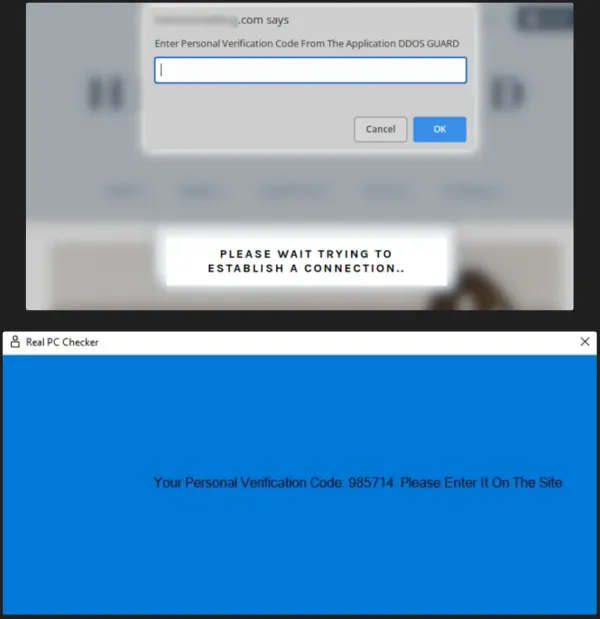 .com says
Enter Personal Verification Code From The Application DDOS GUARD
Cancel
OK
PLEASE WAIT TRYING TO
ESTABLISH A CONNECTION..
Real PC Checker
Your Personal Verification Code: 985714. Please Enter It On The Site